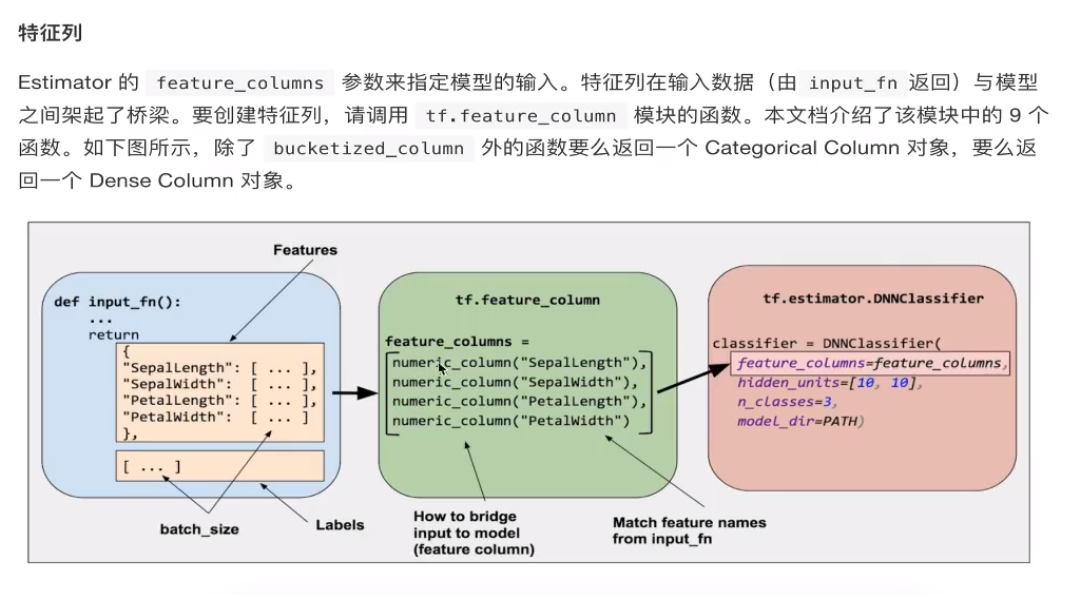 特征列
Estimator 的 feature_columns 参数来指定模型的输入。特征列在输入数据（由 input_fn 返回）与模型
之间架起了桥梁。要创建特征列，请调用 tf.feature_column 模块的函数。本文档介绍了该模块中的 9 个
函数。如下图所示，除了 bucketized_column 外的函数要么返回一个 Categorical Column 对象，要么返
回一个 Dense Column 对象。
Features
def input_fn():
...
return
{
"SepalLength": [ ... ],
"SepalWidth": [ ... ],
"PetalLength": [ ... ],
"PetalWidth": [ ... ]
},
[ ... ]
batch_size
Labels
tf.feature_column
feature_columns =
[numeric_column("SepalLength"),
numeric_column("SepalWidth"),
numeric_column("PetalLength"),
numeric_column("PetalWidth")]
How to bridge
input to model
(feature column)
Match feature names
from input_fn
tf.estimator.DNNClassifier
classifier = DNNClassifier(
feature_columns=feature_columns,
hidden_units=[10, 10],
n_classes=3,
model_dir=PATH)